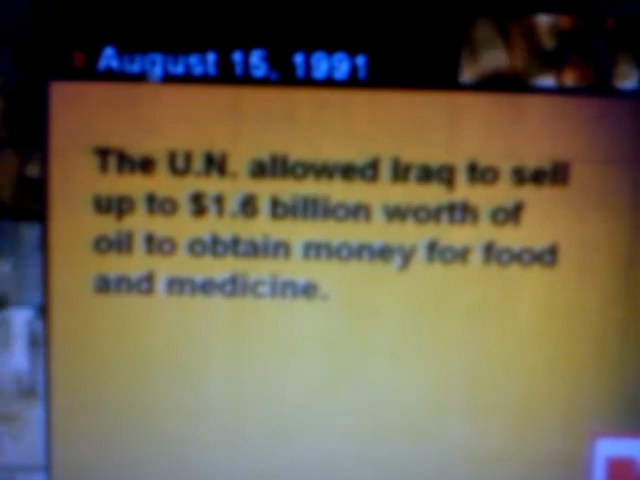 August 15, 1991
The U.N. allowed Iraq to sell
up to $1.6 billion worth of
oil to obtain money for food
and medicine.